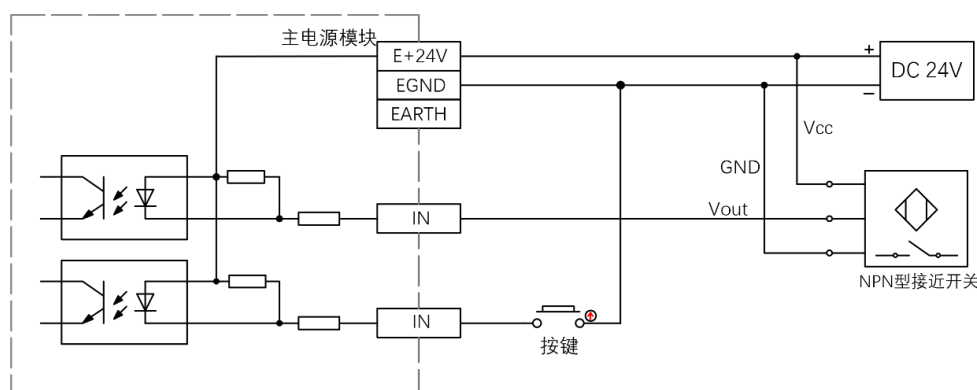 主电源模块
E+24V
EGND
EARTH
+
DC 24V
−
Vcc
GND
IN
Vout
NPN型接近开关
IN
按键